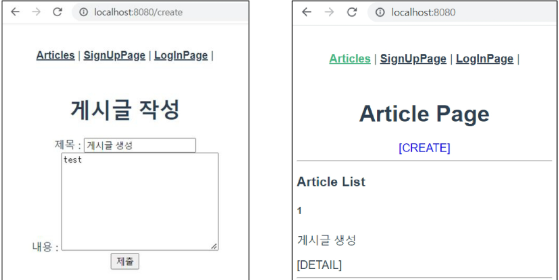 localhost:8080/create
Articles | SignUpPage | LogInPage |
게시글 작성
제목 : 게시글 생성
test
내용 :
제출
localhost:8080
Articles | SignUpPage | LogInPage |
Article Page
[CREATE]
Article List
1
게시글 생성
[DETAIL]